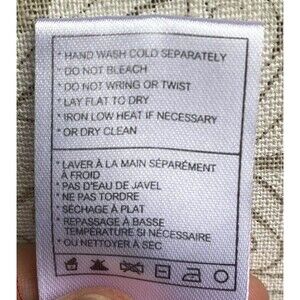 * HAND WASH COLD SEPARATELY
* DO NOT BLEACH
* DO NOT WRING OR TWIST
* LAY FLAT TO DRY
* IRON LOW HEAT IF NECESSARY
* OR DRY CLEAN
* LAVER À LA MAIN SÉPARÉMENT
À FROID
* PAS D'EAU DE JAVEL
* NE PAS TORDRE
* SÉCHAGE À PLAT
* REPASSAGE À BASSE
TEMPÉRATURE SI NÉCESSAIRE
* OU NETTOYER À SEC